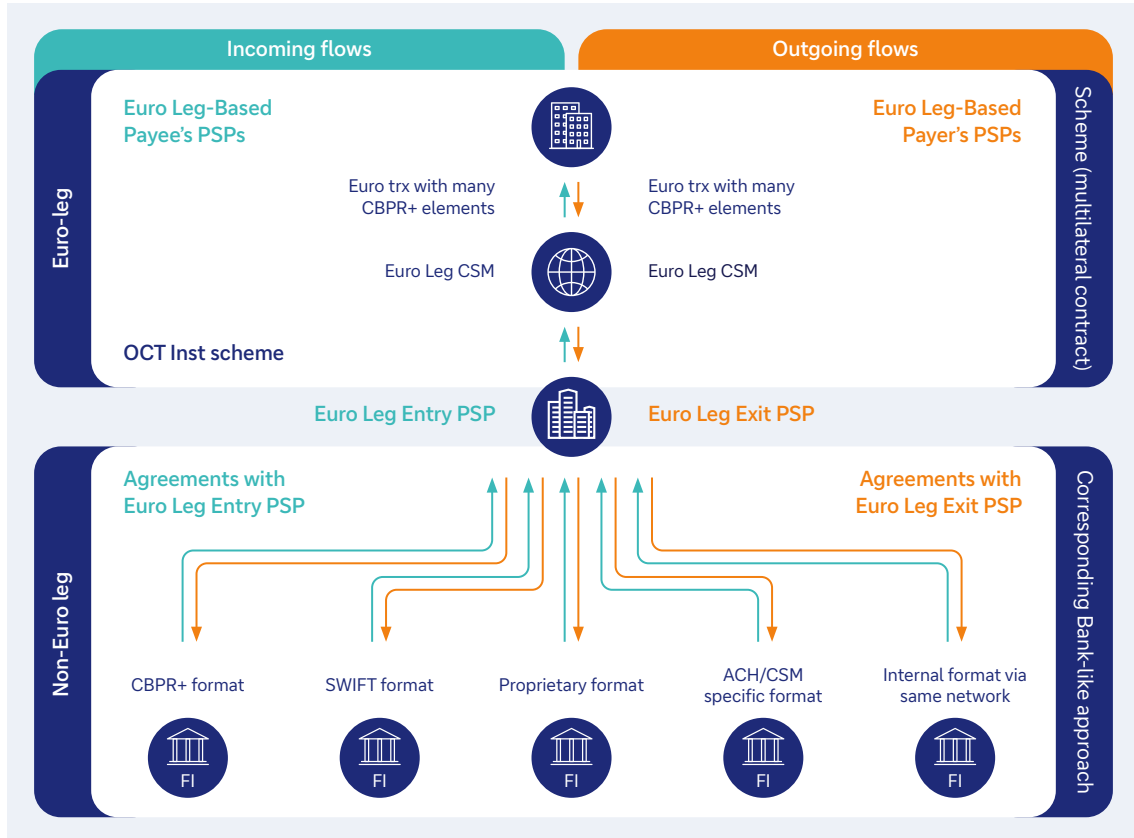 Incoming flows
Outgoing flows
Euro-leg
Scheme (multilateral contract)
Euro Leg-Based
Payee’s PSPs
Euro Leg-Based
Payer’s PSPs
Euro trx with many
CBPR+ elements
Euro trx with many
CBPR+ elements
Euro Leg CSM
Euro Leg CSM
OCT Inst scheme
Euro Leg Entry PSP
Euro Leg Exit PSP
Non-Euro leg
Corresponding Bank-like approach
Agreements with
Euro Leg Entry PSP
Agreements with
Euro Leg Exit PSP
CBPR+ format
SWIFT format
Proprietary format
ACH/CSM
specific format
Internal format via
same network
FI
FI
FI
FI
FI